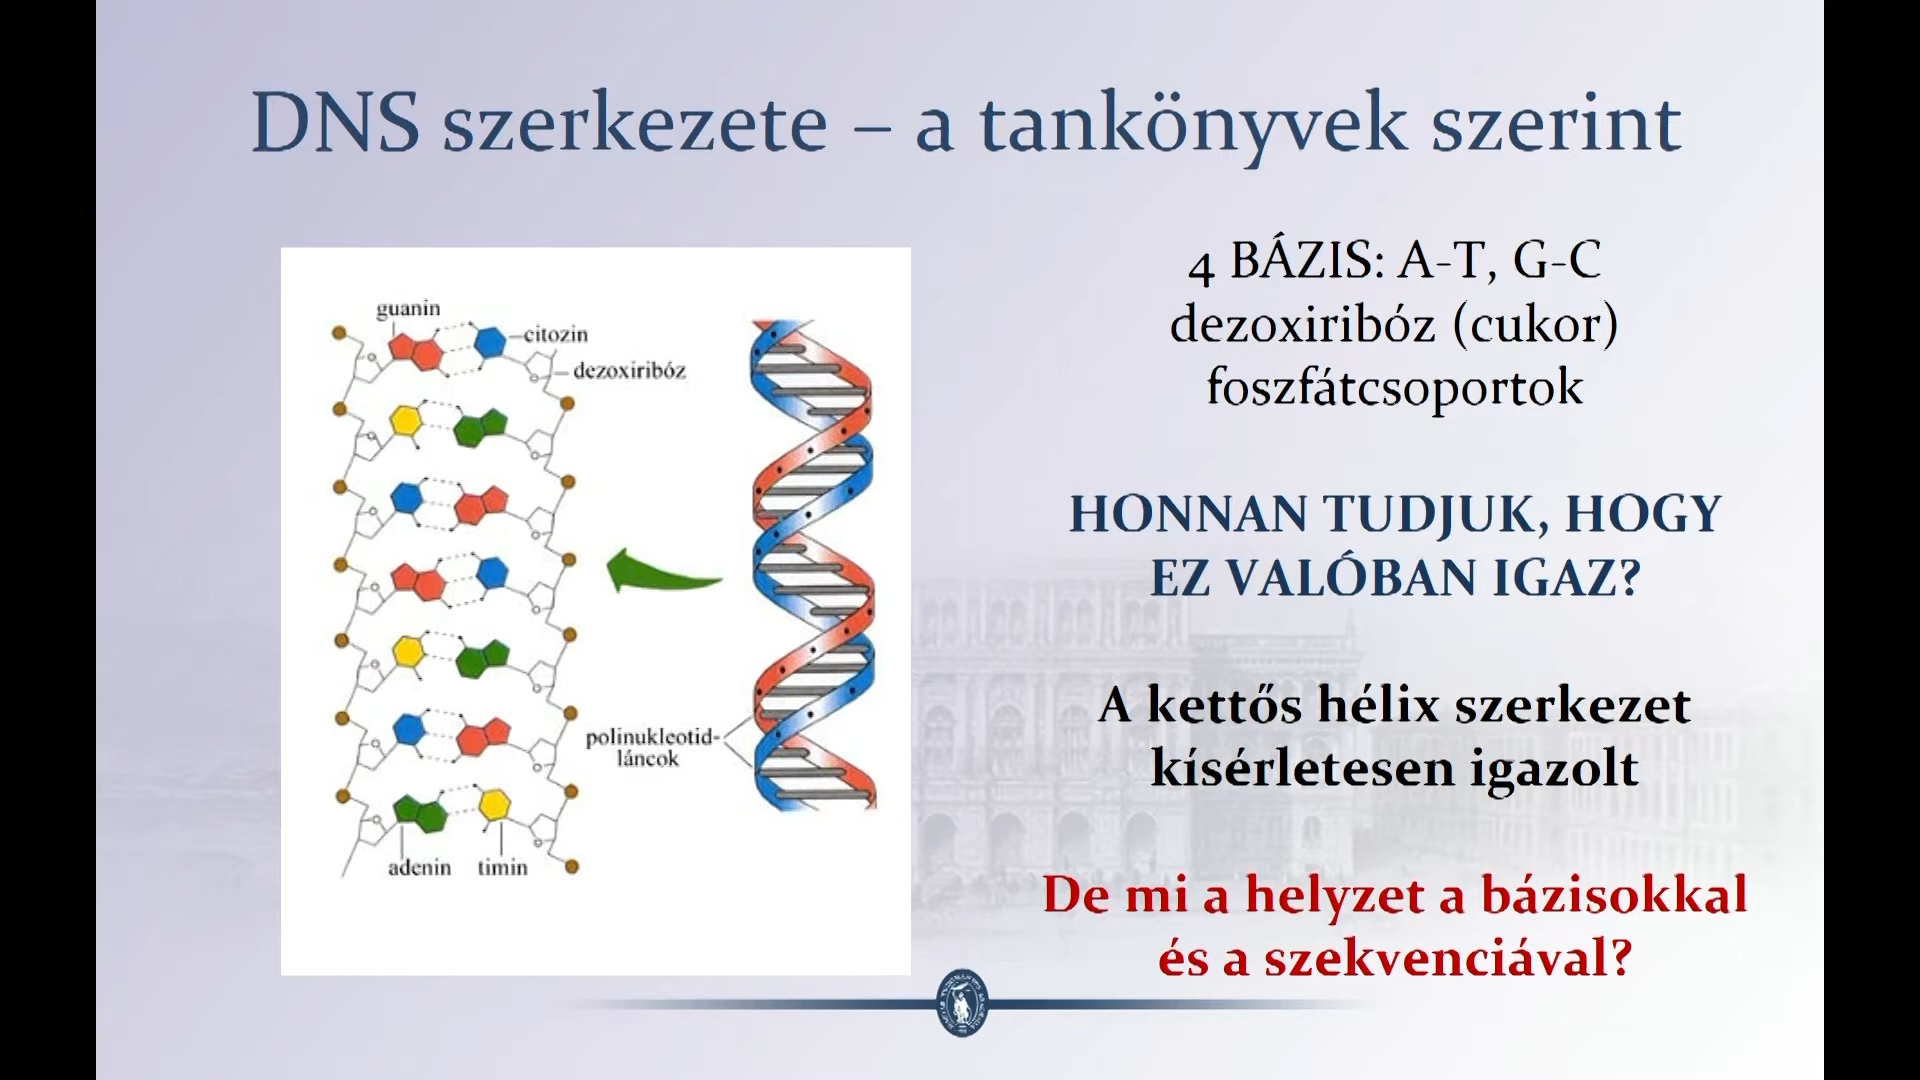 DNS szerkezete – a tankönyvek szerint
guanin
citozin
dezoxiribóz
polinukleotid-
láncok
adenin
timin
4 BÁZIS: A-T, G-C
dezoxiribóz (cukor)
foszfátcsoportok
HONNAN TUDJUK, HOGY
EZ VALÓBAN IGAZ?
A kettős hélix szerkezet
kísérletesen igazolt
De mi a helyzet a bázisokkal
és a szekvenciával?